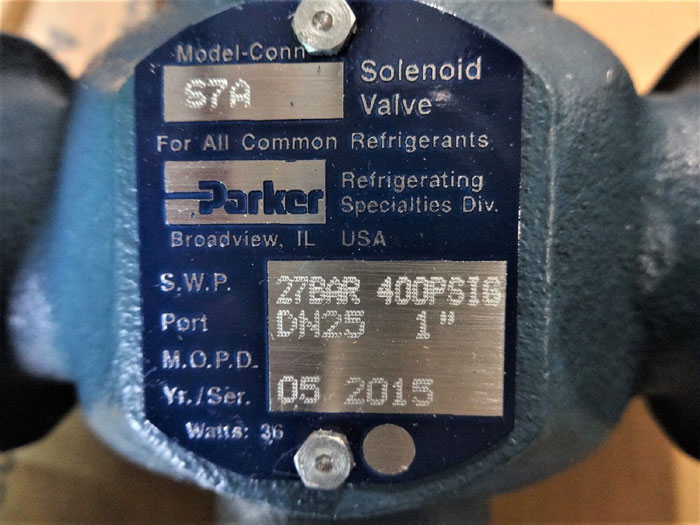 Model-Conn
S7A
Solenoid
Valve
For All Common Refrigerants
Parker
Refrigerating
Specialties Div.
Broadview, IL USA
S.W.P. 27BAR 400PSIG
Port DN25 1"
M.O.P.D.
Yr./Ser. 05 2015
Watts: 36